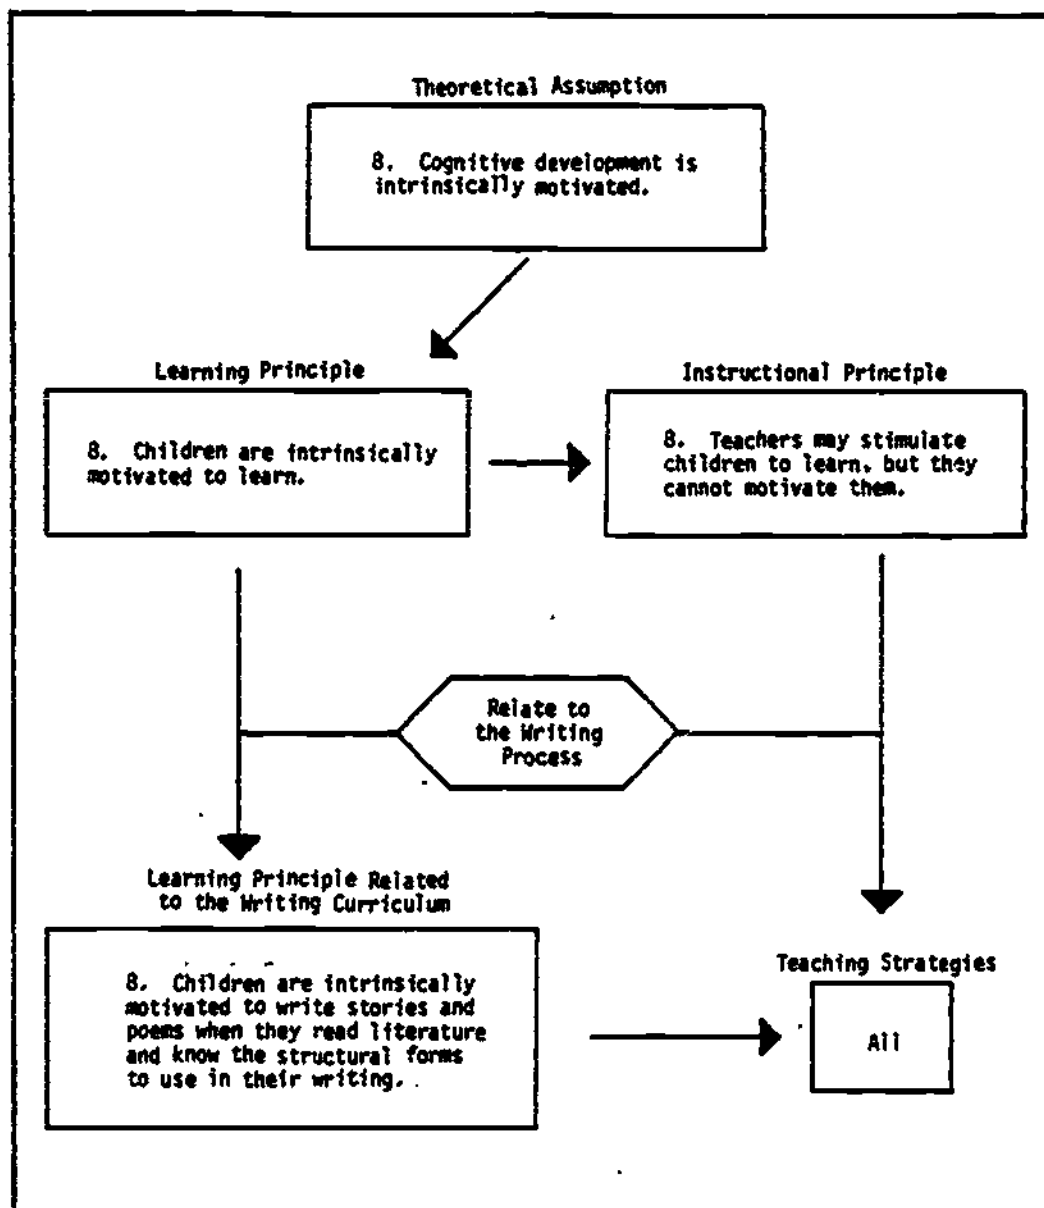 Theoretical Assumption
8. Cognitive development is
intrinsically motivated.
Learning Principle
8. Children are intrinsically
motivated to learn.
Instructional Principle
8. Teachers may stimulate
children to learn, but they
cannot motivate them.
Relate to
the Writing
Process
Learning Principle Related
to the Writing Curriculum
8. Children are intrinsically
motivated to write stories and
poems when they read literature
and know the structural forms
to use in their writing.
Teaching Strategies
All